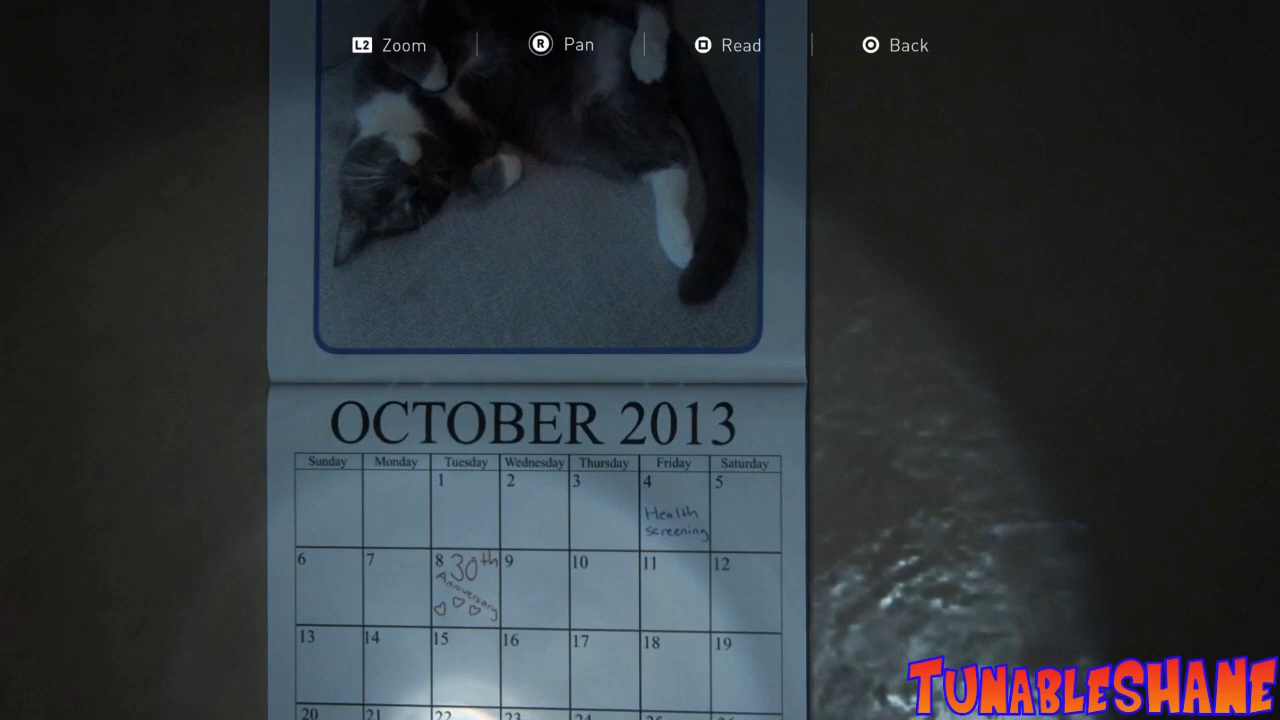 L2 Zoom R Pan Read Back
OCTOBER 2013
Sunday Monday Tuesday Wednesday Thursday Friday Saturday
1 2 3 4 5
Health
screening
6 7 8 30th 9 10 11 12
Anniversary
13 14 15 16 17 18 19
20 21 22 23 24 25 26
TUNABLESHANE